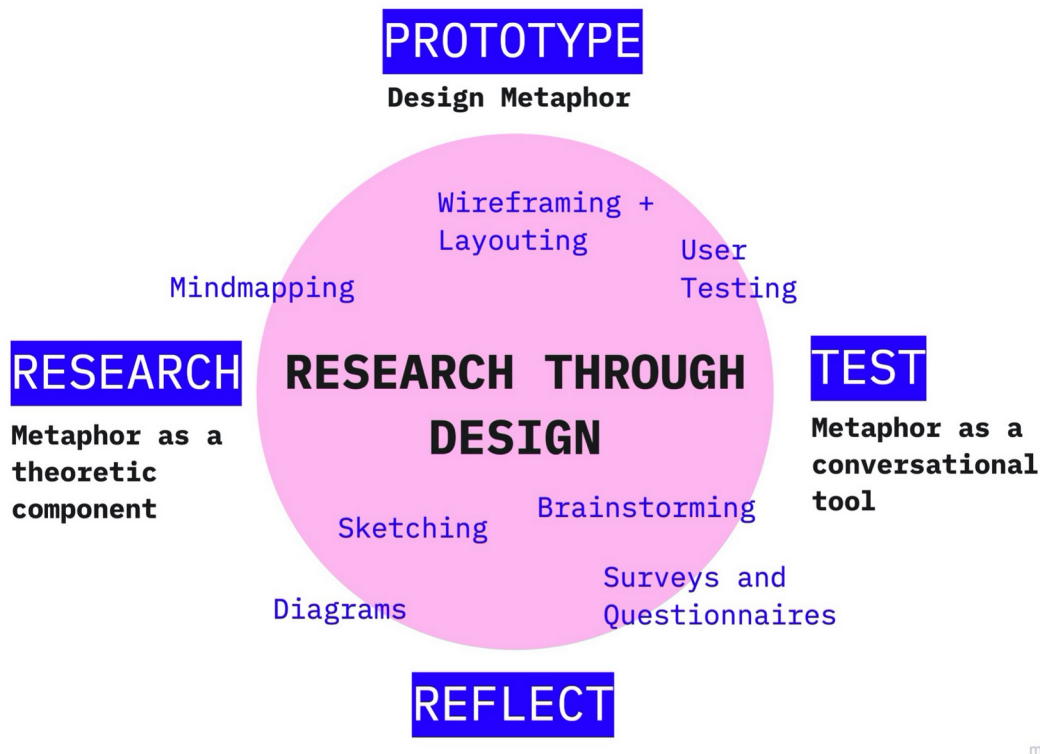 PROTOTYPE
Design Metaphor
Wireframing +
Layouting
User
Testing
Mindmapping
RESEARCH
Metaphor as a
theoretic
component
RESEARCH THROUGH
DESIGN
TEST
Metaphor as a
conversational
tool
Brainstorming
Sketching
Surveys and
Questionnaires
Diagrams
REFLECT